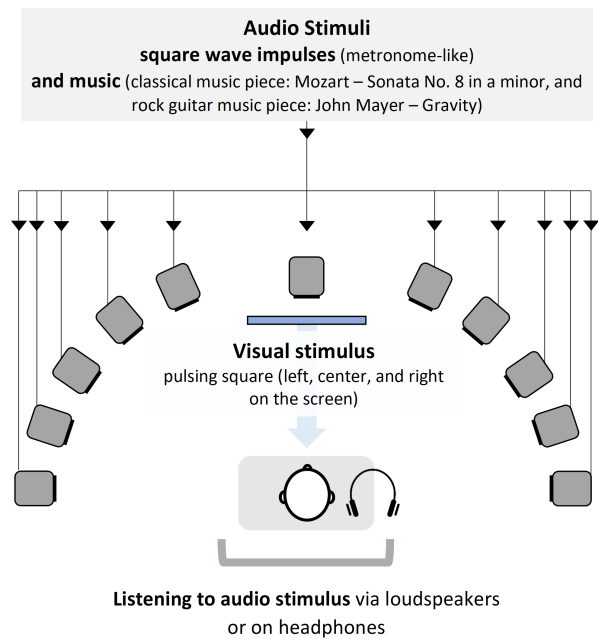 Audio Stimuli
square wave impulses (metronome-like)
and music (classical music piece: Mozart – Sonata No. 8 in a minor, and
rock guitar music piece: John Mayer – Gravity)
Visual stimulus
pulsing square (left, center, and right
on the screen)
Listening to audio stimulus via loudspeakers
or on headphones